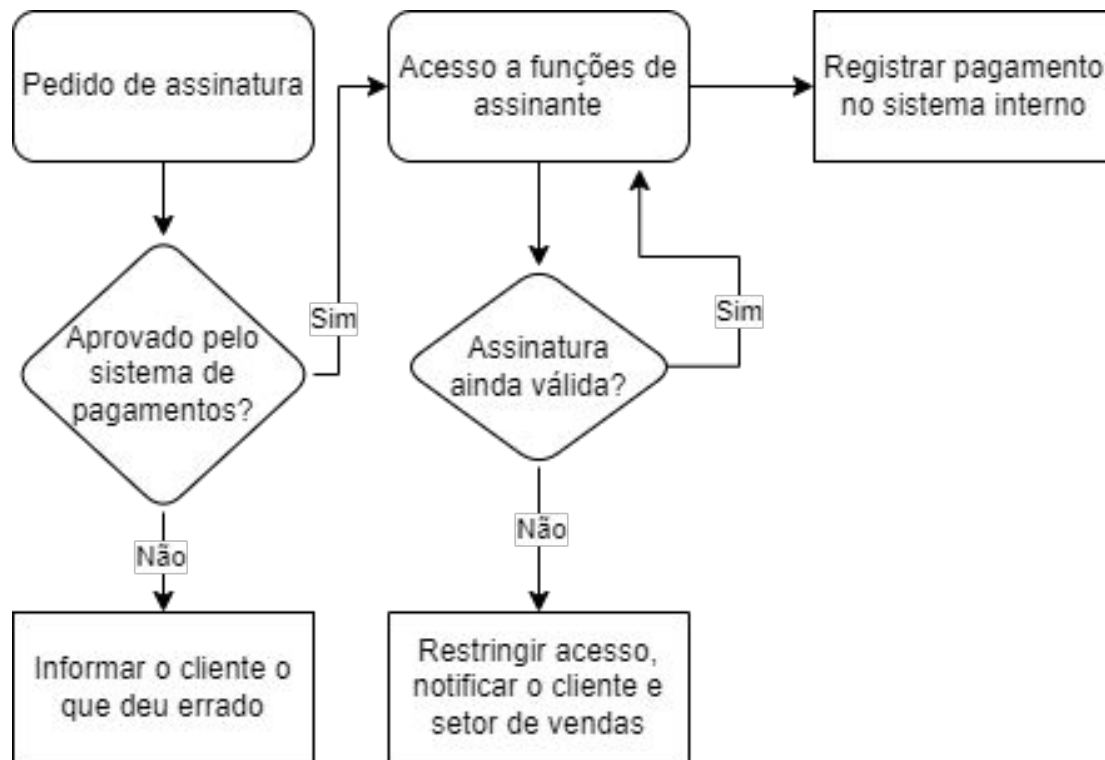 Pedido de assinatura
Acesso a funções de
assinante
Registrar pagamento
no sistema interno
Aprovado pelo
sistema de
pagamentos?
Sim
Assinatura
ainda válida?
Sim
Não
Não
Informar o cliente o
que deu errado
Restringir acesso,
notificar o cliente e
setor de vendas